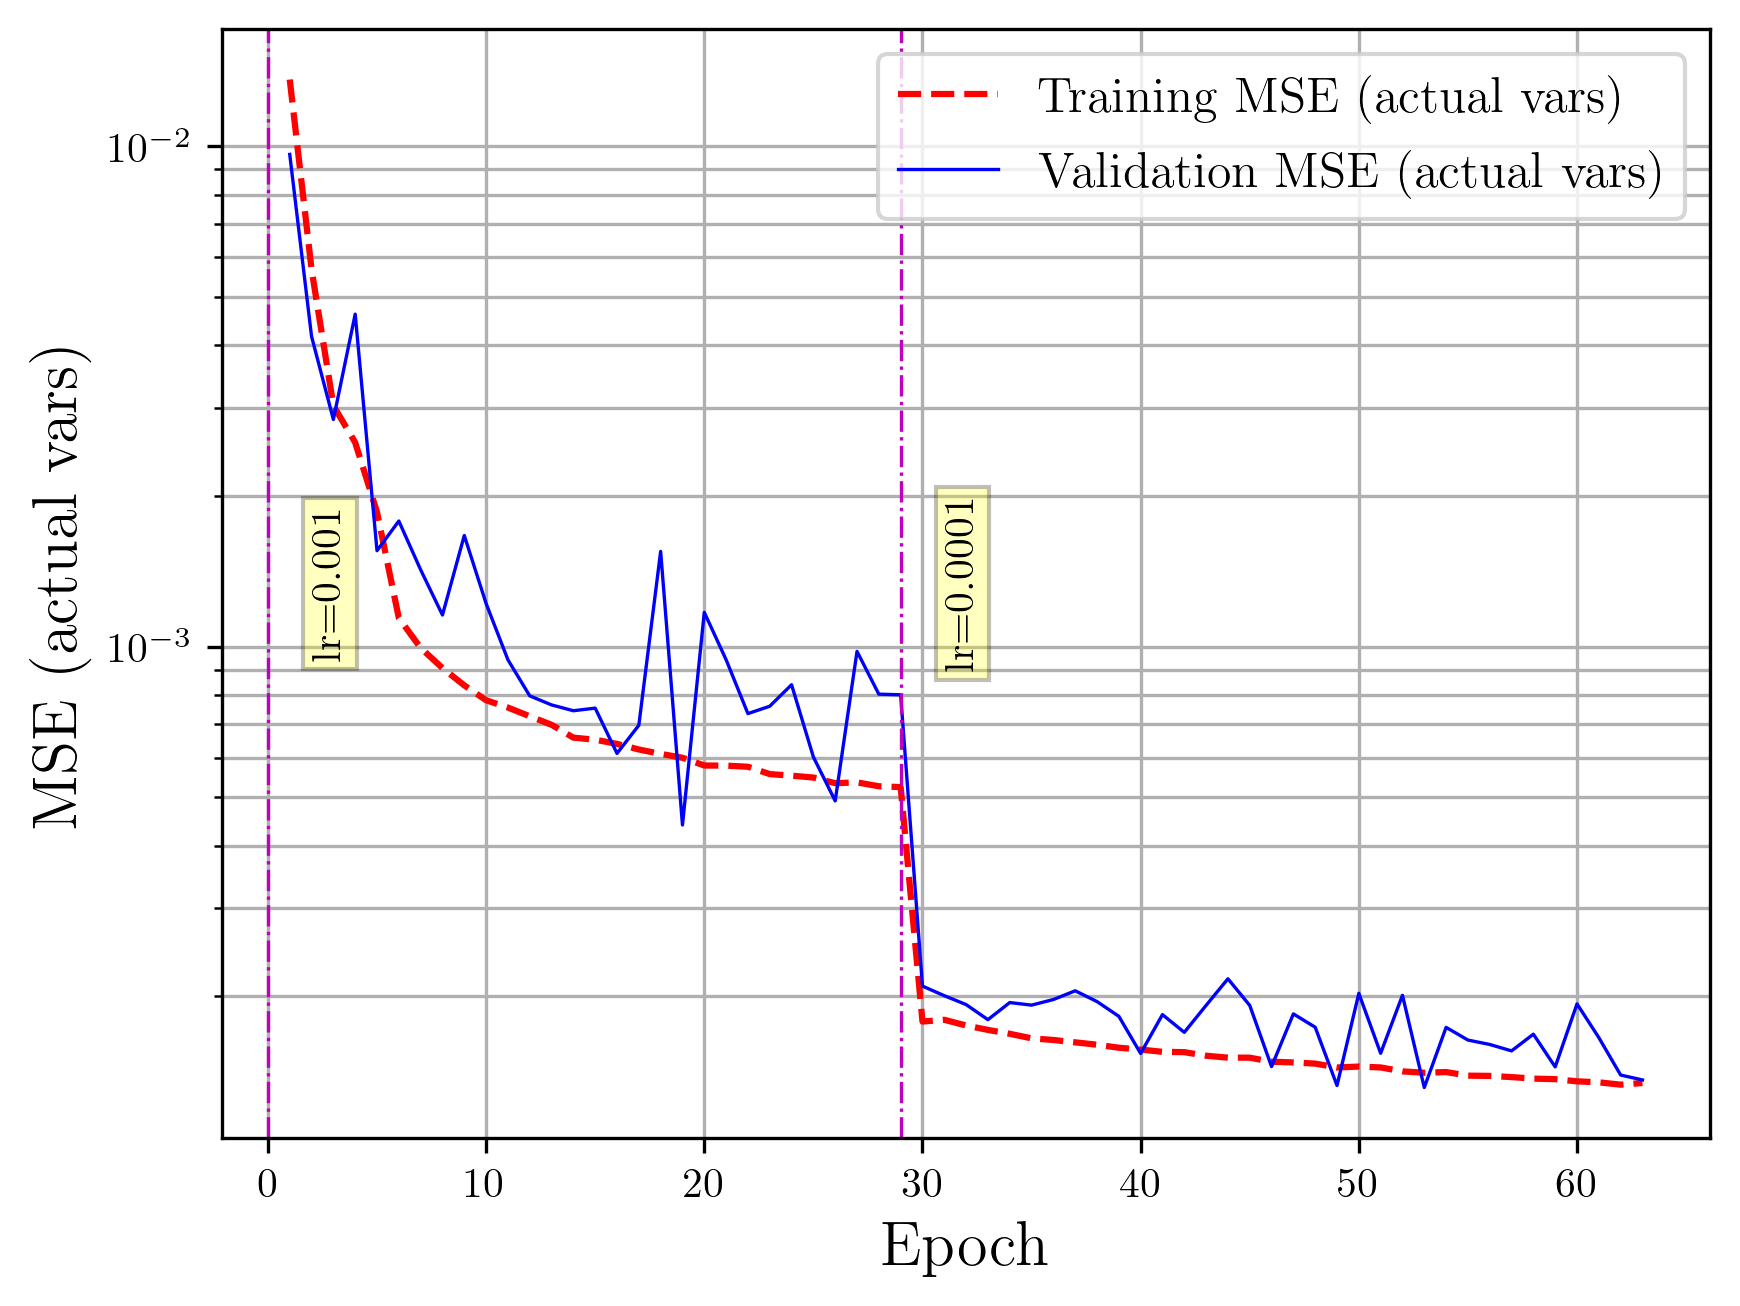 Training MSE (actual vars)
Validation MSE (actual vars)
10⁻²
10⁻³
MSE (actual vars)
lr=0.001
lr=0.0001
0 10 20 30 40 50 60
Epoch